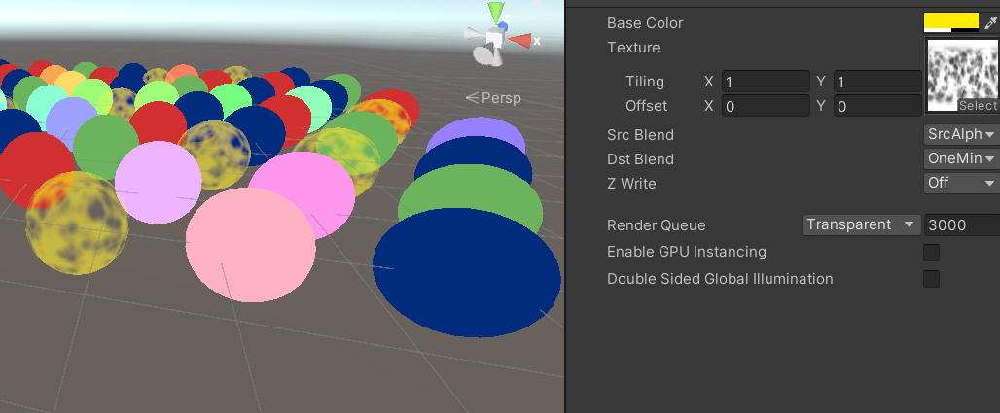 x
Persp
Base Color
Texture
Tiling X 1 Y 1
Offset X 0 Y 0
Select
Src Blend SrcAlph
Dst Blend OneMin
Z Write Off
Render Queue Transparent 3000
Enable GPU Instancing
Double Sided Global Illumination